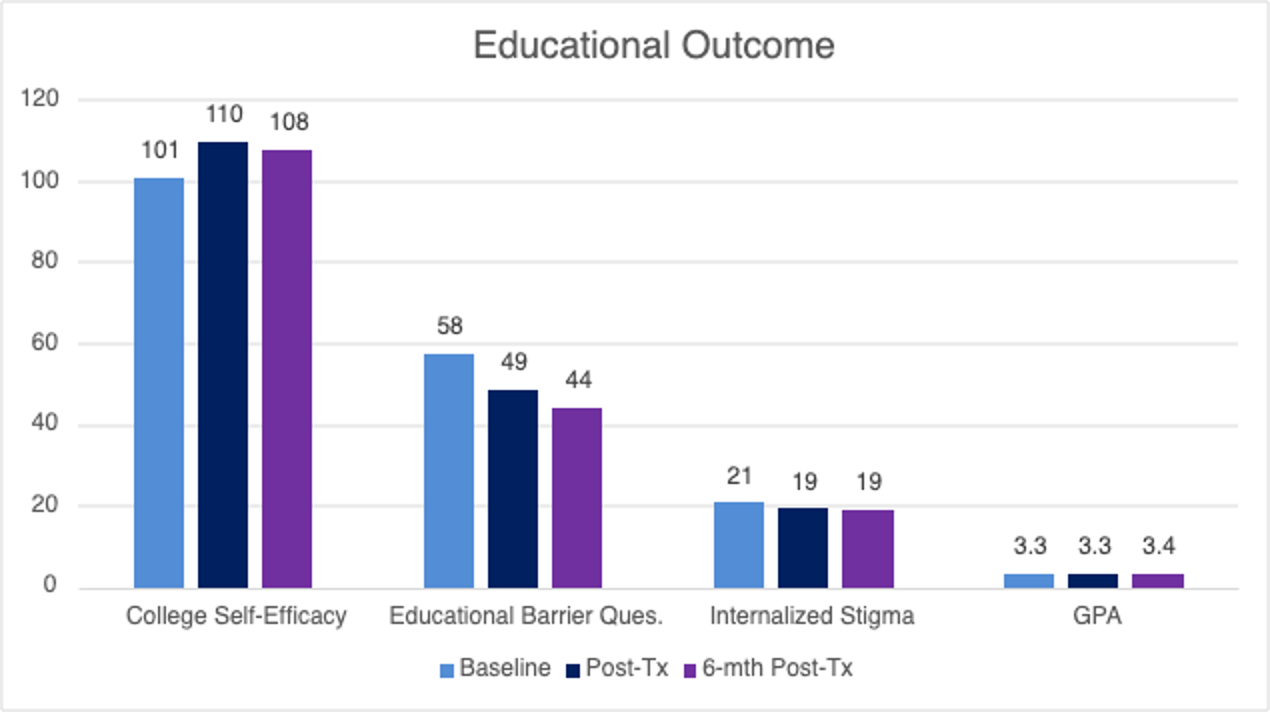 Educational Outcome
120
100
80
60
40
20
0
101
110
108
58
49
44
21
19
19
3.3
3.3
3.4
College Self-Efficacy
Educational Barrier Ques.
Internalized Stigma
GPA
Baseline
Post-Tx
6-mth Post-Tx